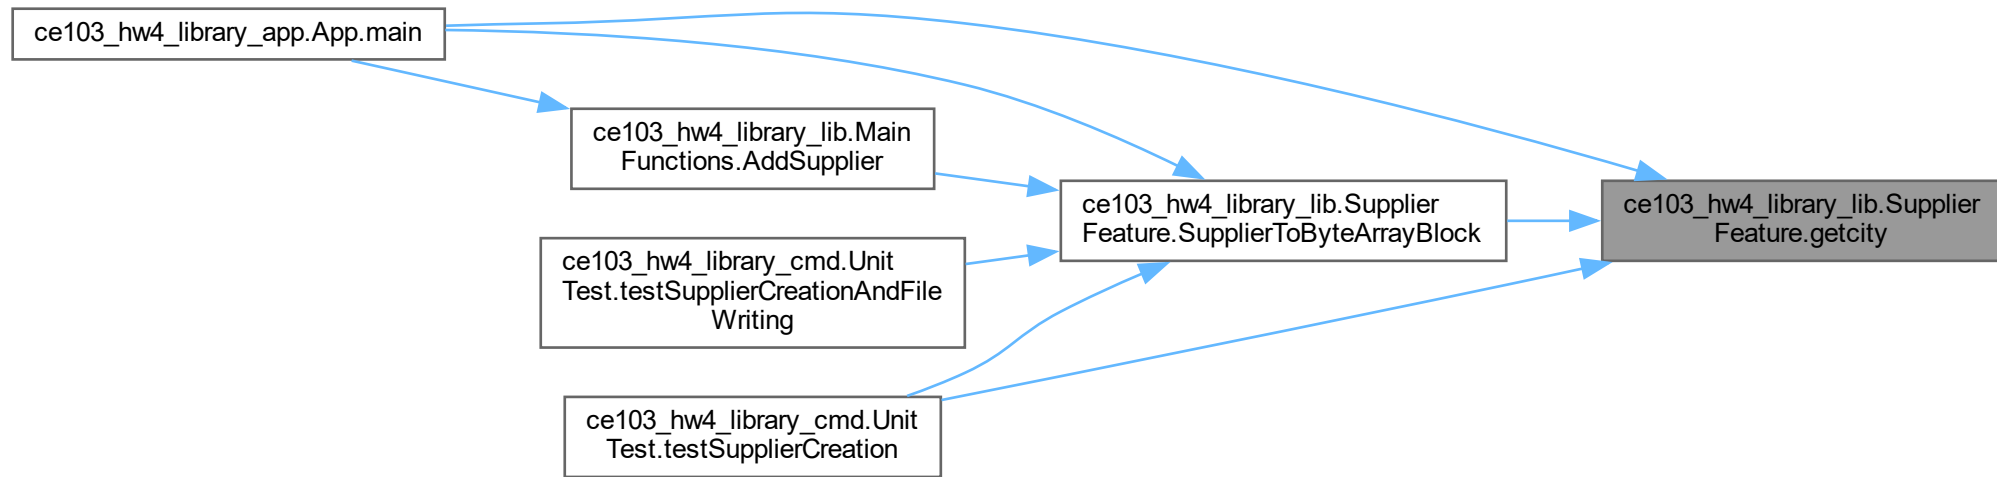 ce103_hw4_library_app.App.main
ce103_hw4_library_lib.Main
Functions.AddSupplier
ce103_hw4_library_cmd.Unit
Test.testSupplierCreationAndFile
Writing
ce103_hw4_library_cmd.Unit
Test.testSupplierCreation
ce103_hw4_library_lib.Supplier
Feature.SupplierToByteArrayBlock
ce103_hw4_library_lib.Supplier
Feature.getcity